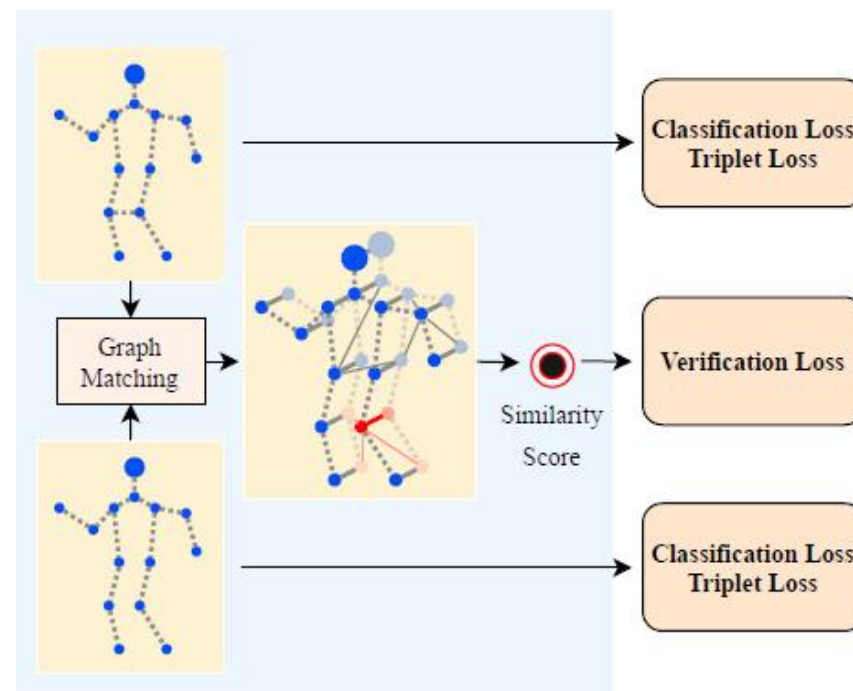 Classification Loss
Triplet Loss
Graph
Matching
Verification Loss
Similarity
Score
Classification Loss
Triplet Loss